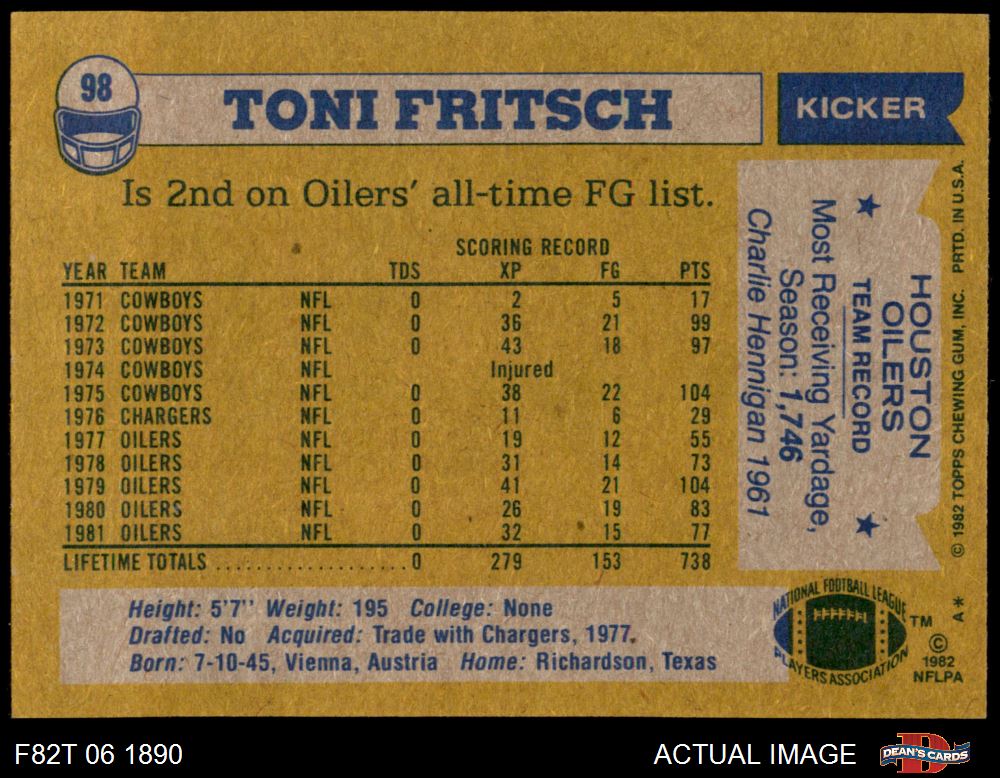 98
TONI FRITSCH
KICKER
Is 2nd on Oilers' all-time FG list.
SCORING RECORD
YEAR TEAM TDS XP FG PTS
1971 COWBOYS NFL 0 2 5 17
1972 COWBOYS NFL 0 36 21 99
1973 COWBOYS NFL 0 43 18 97
1974 COWBOYS NFL Injured
1975 COWBOYS NFL 0 38 22 104
1976 CHARGERS NFL 0 11 6 29
1977 OILERS NFL 0 19 12 55
1978 OILERS NFL 0 31 14 73
1979 OILERS NFL 0 41 21 104
1980 OILERS NFL 0 26 19 83
1981 OILERS NFL 0 32 15 77
LIFETIME TOTALS ................... 0 279 153 738
Height: 5'7" Weight: 195 College: None
Drafted: No Acquired: Trade with Chargers, 1977.
Born: 7-10-45, Vienna, Austria Home: Richardson, Texas
HOUSTON
OILERS
★ TEAM RECORD ★
Most Receiving Yardage,
Season: 1,746
Charlie Hennigan 1961
© 1982 TOPPS CHEWING GUM, INC. PRTD. IN U.S.A.
A*
NATIONAL FOOTBALL LEAGUE
PLAYERS ASSOCIATION
TM
©
1982
NFLPA
F82T 06 1890
ACTUAL IMAGE
DEAN'S CARDS